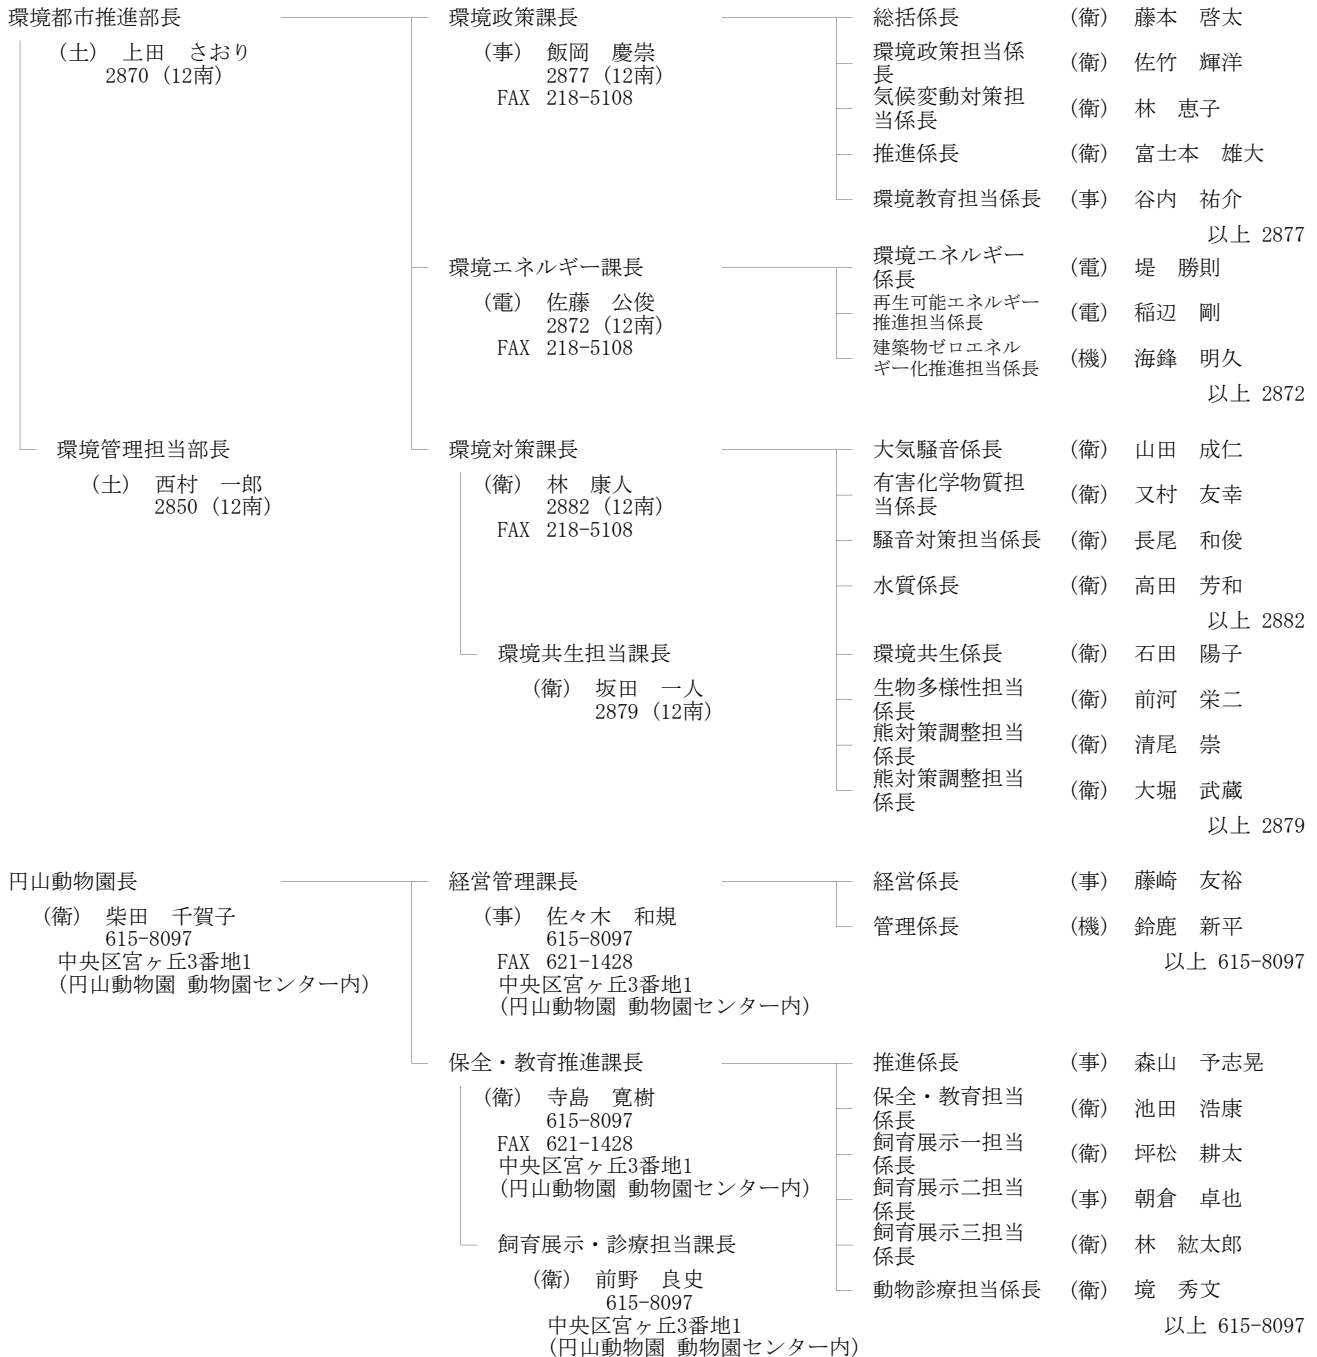 環境都市推進部長
(土) 上田 さおり
2870 (12南)
環境政策課長
(事) 飯岡 慶崇
2877 (12南)
FAX 218-5108
総括係長 (衛) 藤本 啓太
環境政策担当係
長 (衛) 佐竹 輝洋
気候変動対策担
当係長 (衛) 林 恵子
推進係長 (衛) 富士本 雄大
環境教育担当係長 (事) 谷内 祐介
以上 2877
環境エネルギー課長
(電) 佐藤 公俊
2872 (12南)
FAX 218-5108
環境エネルギー
係長 (電) 堤 勝則
再生可能エネルギー
推進担当係長 (電) 稲辺 剛
建築物ゼロエネル
ギー化推進担当係長 (機) 海鋒 明久
以上 2872
環境管理担当部長
(土) 西村 一郎
2850 (12南)
環境対策課長
(衛) 林 康人
2882 (12南)
FAX 218-5108
大気騒音係長 (衛) 山田 成仁
有害化学物質担
当係長 (衛) 又村 友幸
騒音対策担当係長 (衛) 長尾 和俊
水質係長 (衛) 高田 芳和
以上 2882
環境共生担当課長
(衛) 坂田 一人
2879 (12南)
環境共生係長 (衛) 石田 陽子
生物多様性担当
係長 (衛) 前河 栄二
熊対策調整担当
係長 (衛) 清尾 崇
熊対策調整担当
係長 (衛) 大堀 武蔵
以上 2879
円山動物園長
(衛) 柴田 千賀子
615-8097
中央区宮ヶ丘3番地1
(円山動物園 動物園センター内)
経営管理課長
(事) 佐々木 和規
615-8097
FAX 621-1428
中央区宮ヶ丘3番地1
(円山動物園 動物園センター内)
経営係長 (事) 藤崎 友裕
管理係長 (機) 鈴鹿 新平
以上 615-8097
保全・教育推進課長
(衛) 寺島 寛樹
615-8097
FAX 621-1428
中央区宮ヶ丘3番地1
(円山動物園 動物園センター内)
推進係長 (事) 森山 予志晃
保全・教育担当
係長 (衛) 池田 浩康
飼育展示一担当
係長 (衛) 坪松 耕太
飼育展示二担当
係長 (事) 朝倉 卓也
飼育展示三担当
係長 (衛) 林 紘太郎
動物診療担当係長 (衛) 境 秀文
以上 615-8097
飼育展示・診療担当課長
(衛) 前野 良史
615-8097
中央区宮ヶ丘3番地1
(円山動物園 動物園センター内)